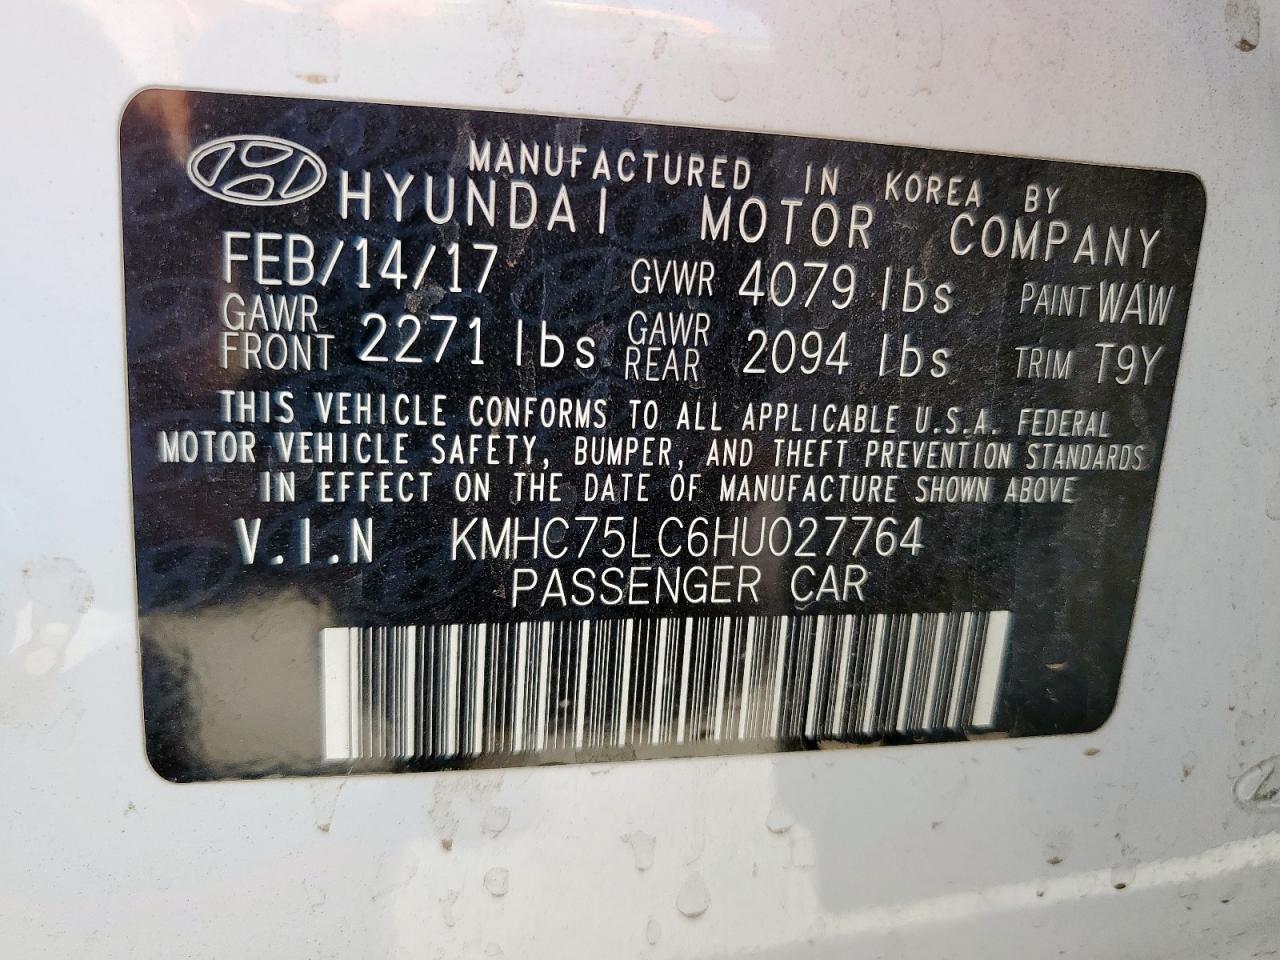 MANUFACTURED IN KOREA BY
HYUNDAI MOTOR COMPANY
FEB/14/17 GVWR 4079 lbs PAINT WAW
GAWR FRONT 2271 lbs GAWR REAR 2094 lbs TRIM T9Y
THIS VEHICLE CONFORMS TO ALL APPLICABLE U.S.A. FEDERAL
MOTOR VEHICLE SAFETY, BUMPER, AND THEFT PREVENTION STANDARDS
IN EFFECT ON THE DATE OF MANUFACTURE SHOWN ABOVE
V.I.N KMHC75LC6HU027764
PASSENGER CAR